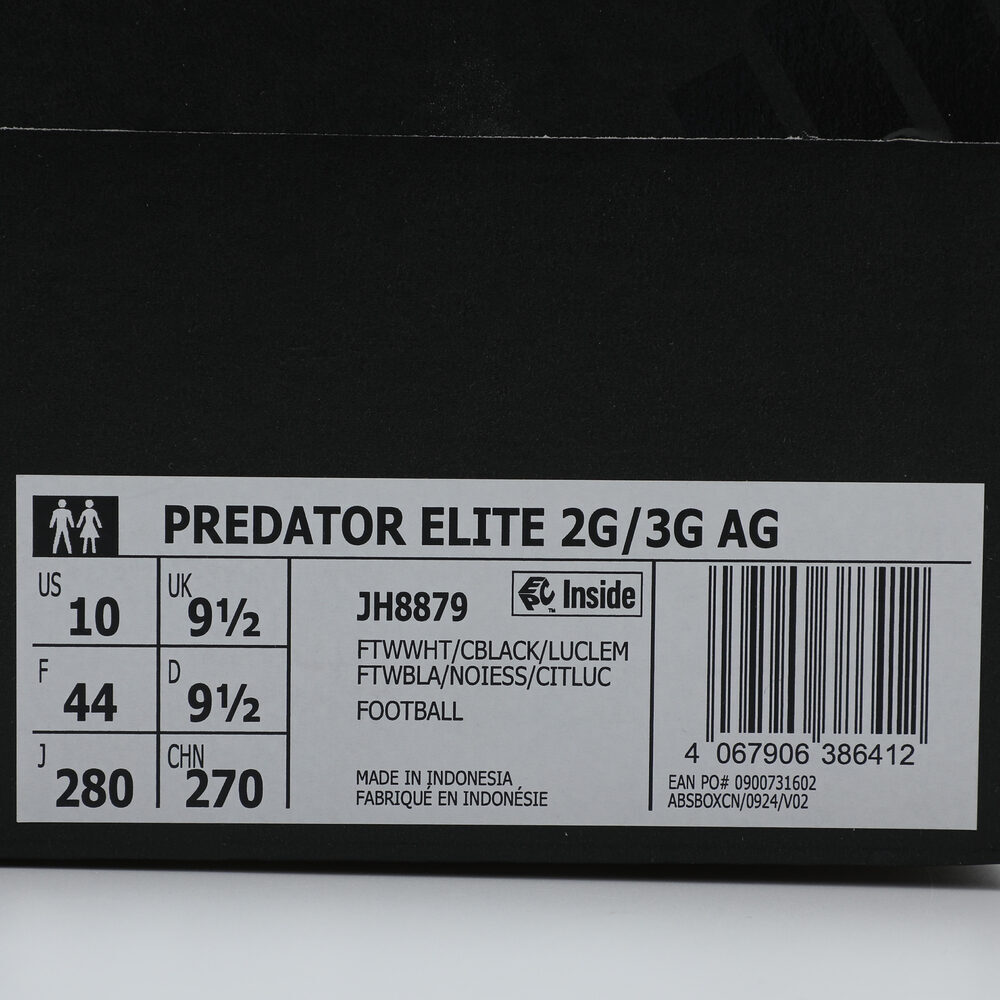 PREDATOR ELITE 2G/3G AG
US 10
UK 9½
F 44
D 9½
J 280
CHN 270
JH8879
EPC Inside
™
FTWWHT/CBLACK/LUCLEM
FTWBLA/NOIESS/CITLUC
FOOTBALL
MADE IN INDONESIA
FABRIQUÉ EN INDONÉSIE
4 067906 386412
EAN PO# 0900731602
ABSBOXCN/0924/V02